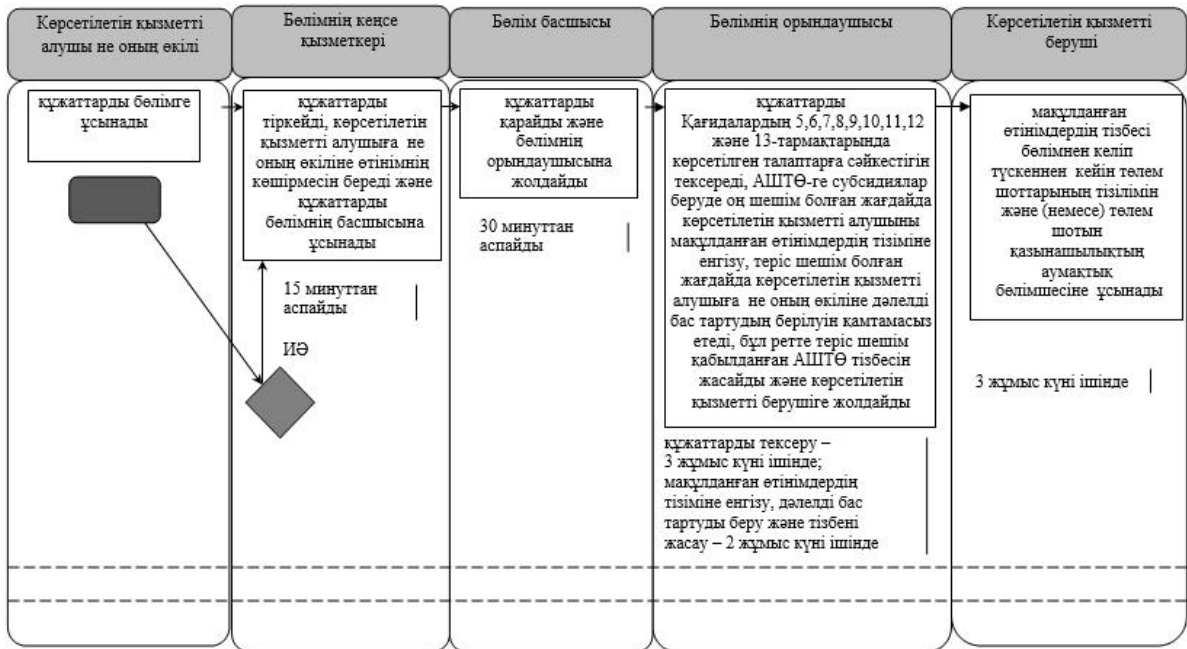 Көрсетілетін қызметті
алушы не оның өкілі
Бөлімнің кеңсе
қызметкері
Бөлім басшысы
Бөлімнің орындаушысы
Көрсетілетін қызметті
беруші
құжаттарды бөлімге
ұсынады
құжаттарды
тіркейді, көрсетілетін
қызметті алушыға не
оның өкіліне өтінімнің
көшірмесін береді және
құжаттарды
бөлімнің басшысына
ұсынады
15 минуттан
аспайды
ИӘ
құжаттарды
қарайды және
бөлімнің
орындаушысына
жолдайды
30 минуттан
аспайды
құжаттарды
Қағидалардың 5,6,7,8,9,10,11,12
және 13-тармақтарында
көрсетілген талаптарға сәйкестігін
тексереді, АШТӨ-ге субсидиялар
беруде оң шешім болған жағдайда
көрсетілетін қызметті алушыны
мақұлданған өтінімдердің тізіміне
енгізу, теріс шешім болған
жағдайда көрсетілетін қызметті
алушыға не оның өкіліне дәлелді
бас тартудың берілуін қамтамасыз
етеді, бұл ретте теріс шешім
қабылданған АШТӨ тізбесін
жасайды және көрсетілетін
қызметті берушіге жолдайды
құжаттарды тексеру –
3 жұмыс күні ішінде;
мақұлданған өтінімдердің
тізіміне енгізу, дәлелді бас
тартуды беру және тізбені
жасау – 2 жұмыс күні ішінде
мақұлданған
өтінімдердің тізбесі
бөлімнен келіп
түскеннен кейін төлем
шоттарының тізілімін
және (немесе) төлем
шотын
қазынашылықтың
аумақтық
бөлімшесіне ұсынады
3 жұмыс күні ішінде